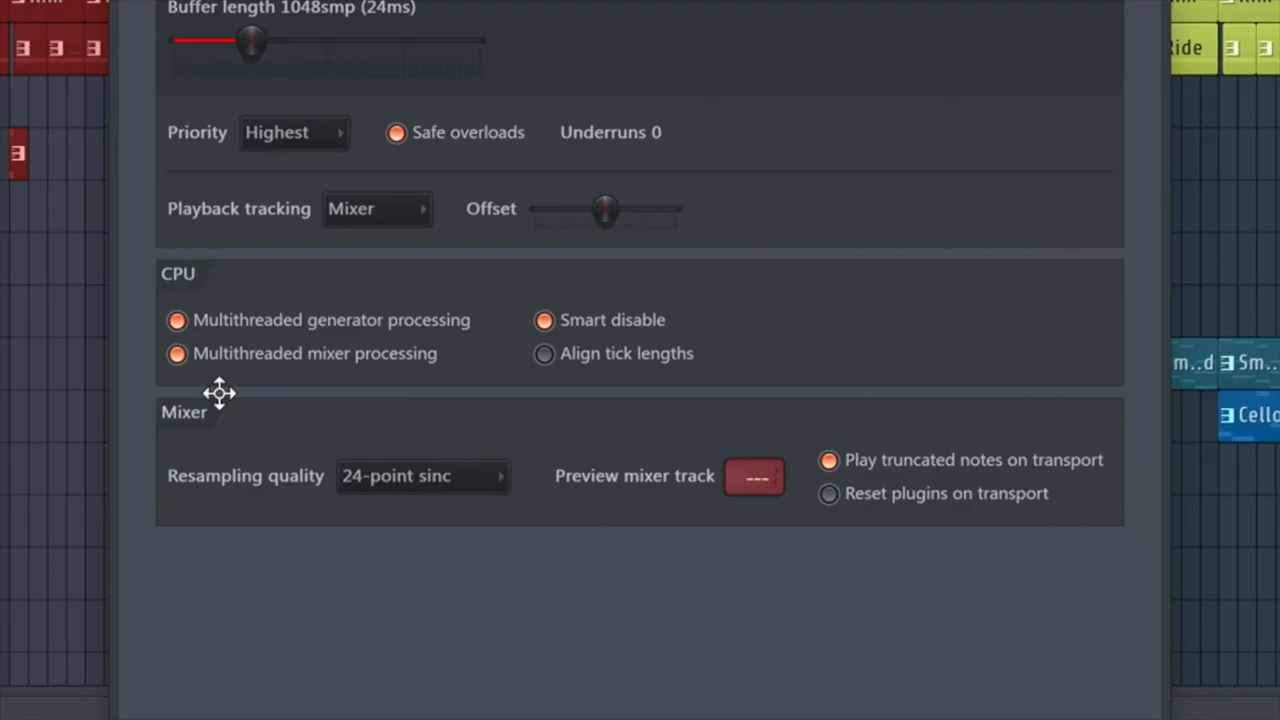 Buffer length 1048smp (24ms)
Ride
Priority Highest Safe overloads Underruns 0
Playback tracking Mixer Offset
CPU
Multithreaded generator processing Smart disable
Multithreaded mixer processing Align tick lengths
m..d Sm..
Mixer
Cello
Resampling quality 24-point sinc Preview mixer track --- Play truncated notes on transport
Reset plugins on transport